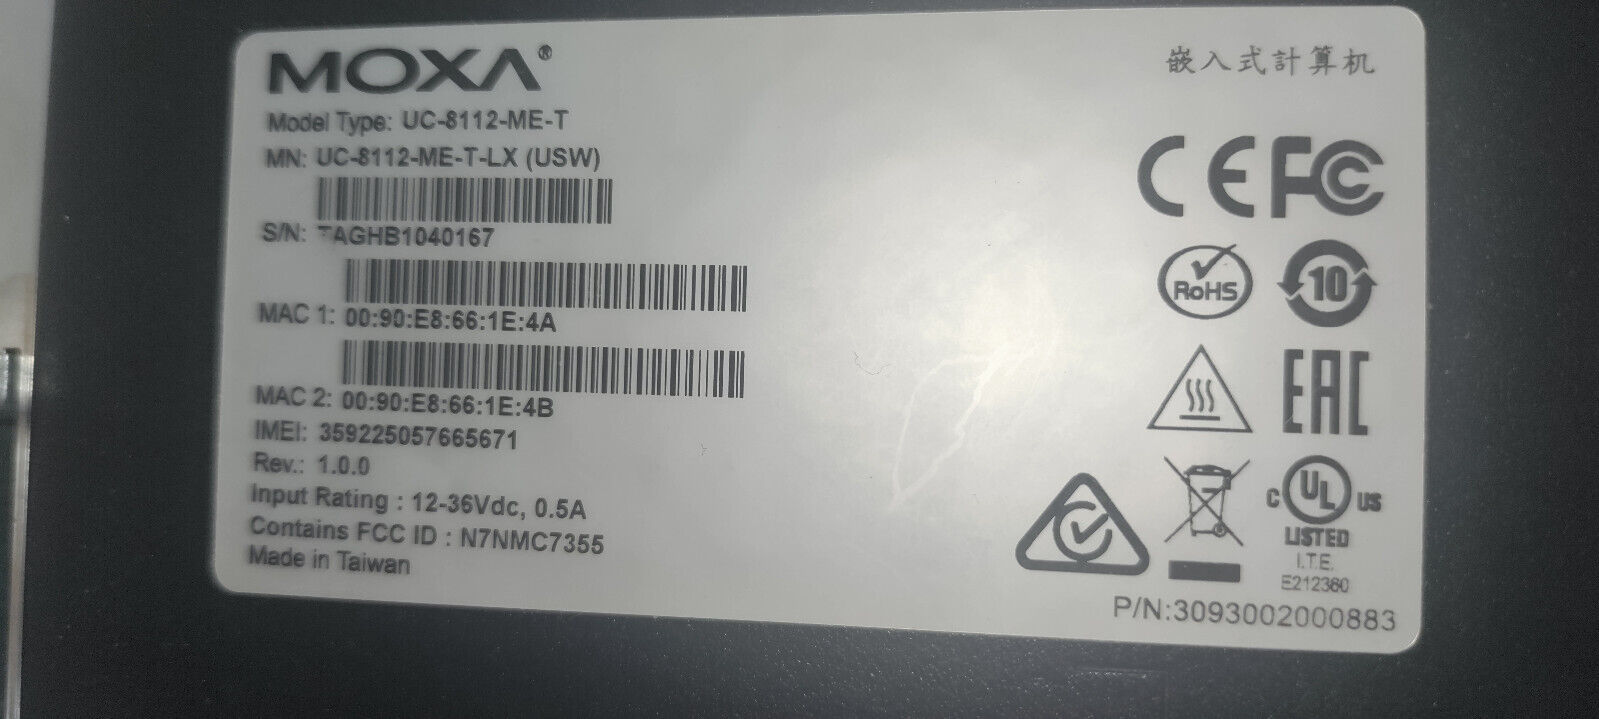 MOXA®
嵌入式計算机
Model Type: UC-8112-ME-T
MN: UC-8112-ME-T-LX (USW)
S/N: TAGHB1040167
MAC 1: 00:90:E8:66:1E:4A
MAC 2: 00:90:E8:66:1E:4B
IMEI: 359225057665671
Rev.: 1.0.0
Input Rating : 12-36Vdc, 0.5A
Contains FCC ID : N7NMC7355
Made in Taiwan
CE FC
RoHS
10
EAC
C UL US
LISTED
I.T.E.
E212360
P/N:3093002000883